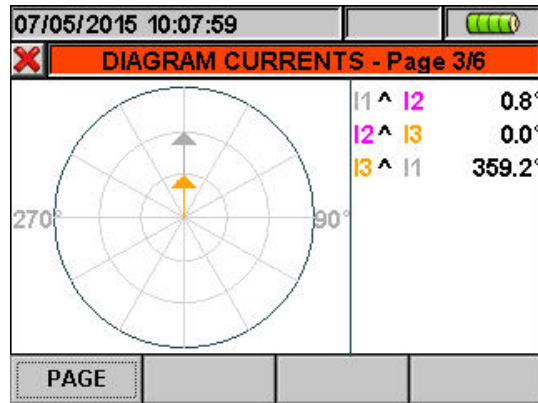 07/05/2015 10:07:59
DIAGRAM CURRENTS - Page 3/6
I1 ^ I2 0.8°
I2 ^ I3 0.0°
I3 ^ I1 359.2°
270° 90°
PAGE